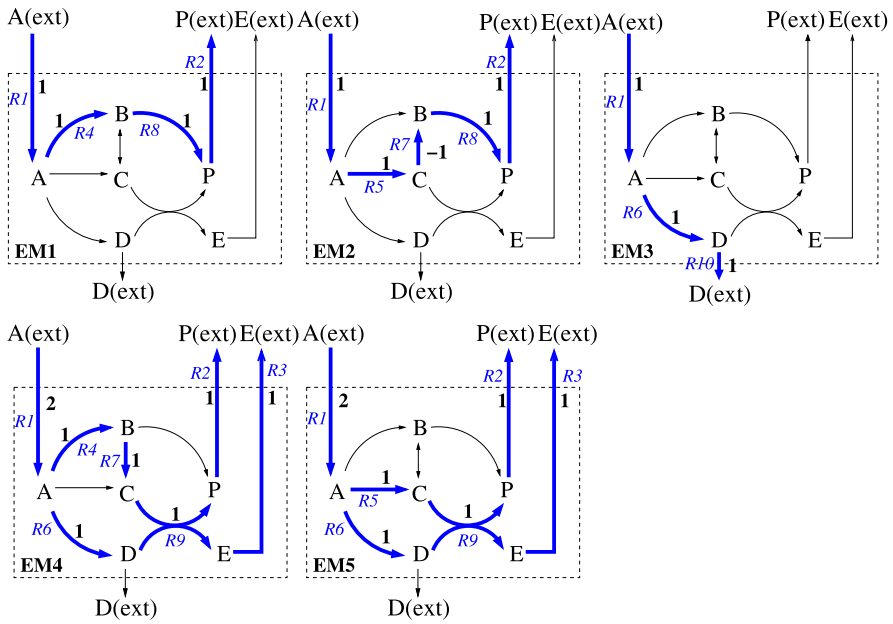 A(ext) P(ext) E(ext)
R1 1 R2 1
1 R4 B R8 1
A C P
D E
EM1
D(ext)
A(ext) P(ext) E(ext)
R1 1 R2 1
B R8 1
R7 −1
A 1 R5 C P
D E
EM2
D(ext)
A(ext) P(ext) E(ext)
R1 1
B
A C P
R6 1 D E
EM3 R10 1
D(ext)
A(ext) P(ext) E(ext)
R1 2 R2 1 R3 1
1 R4 B
R7 1
A C P
R6 1 D 1 R9 E
EM4
D(ext)
A(ext) P(ext) E(ext)
R1 2 R2 1 R3 1
B
A 1 R5 C P
R6 1 D 1 R9 E
EM5
D(ext)